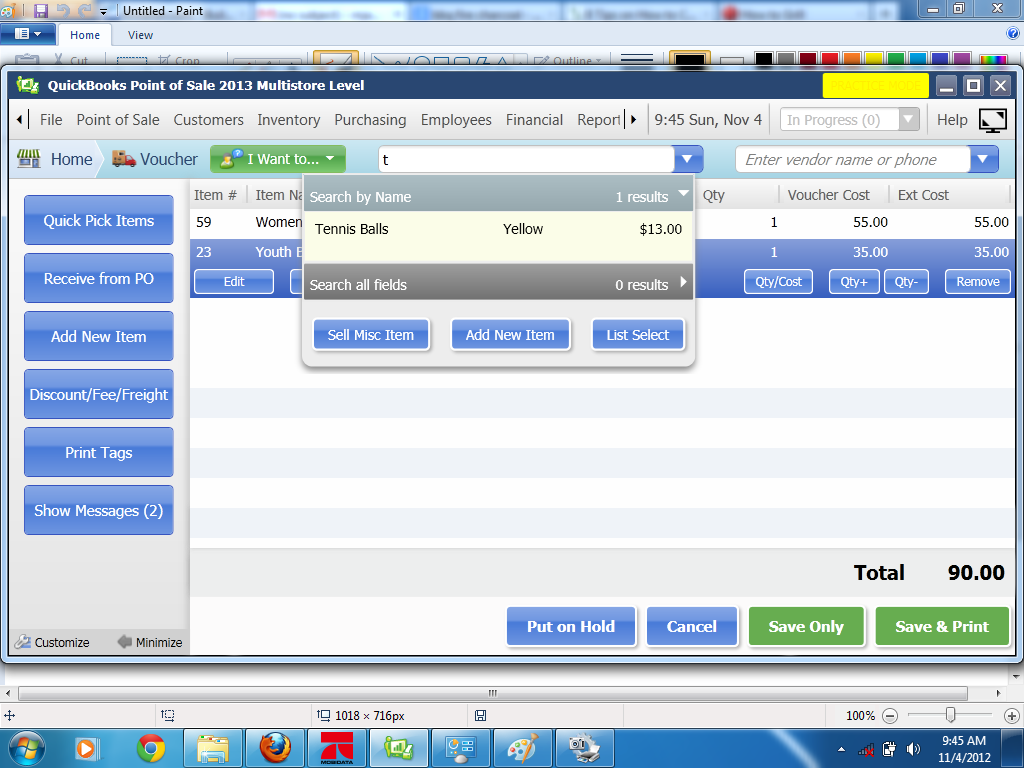 Untitled - Paint
Home View
Cut Crop Outline
QuickBooks Point of Sale 2013 Multistore Level PRACTICE MODE
File Point of Sale Customers Inventory Purchasing Employees Financial Report 9:45 Sun, Nov 4 In Progress (0) Help
Home Voucher I Want to... t Enter vendor name or phone
Quick Pick Items
Receive from PO
Add New Item
Discount/Fee/Freight
Print Tags
Show Messages (2)
Customize Minimize
Item # Item Na Qty Voucher Cost Ext Cost
59 Women 1 55.00 55.00
23 Youth B 1 35.00 35.00
Edit Qty/Cost Qty+ Qty- Remove
Search by Name 1 results
Tennis Balls Yellow $13.00
Search all fields 0 results
Sell Misc Item Add New Item List Select
Total 90.00
Put on Hold Cancel Save Only Save & Print
1018 × 716px 100%
MOBIDATA
9:45 AM
11/4/2012